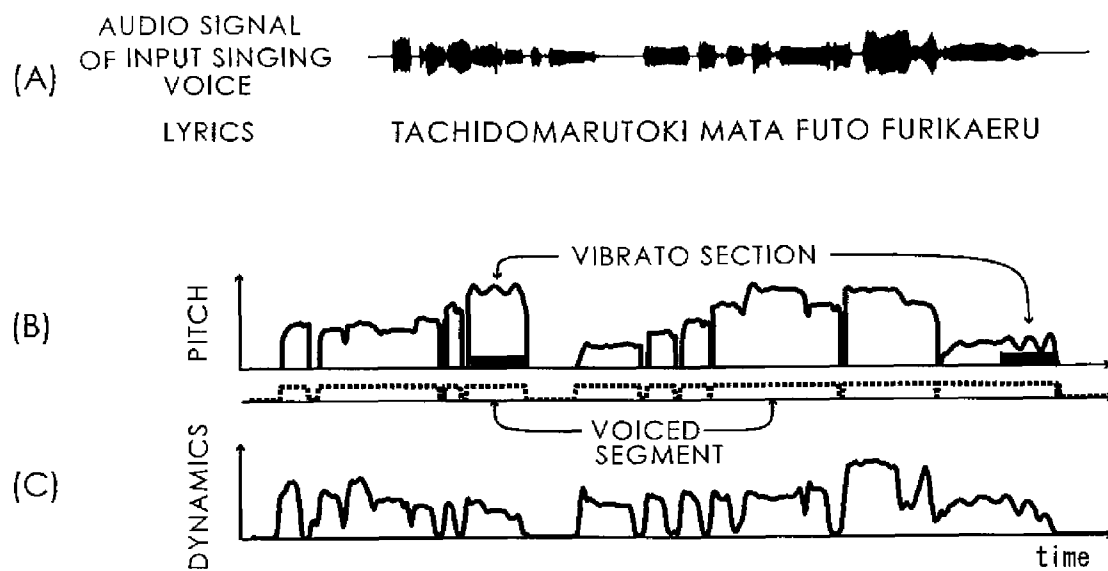 (A)
AUDIO SIGNAL
OF INPUT SINGING
VOICE
LYRICS
TACHIDOMARUTOKI MATA FUTO FURIKAERU
(B)
PITCH
VIBRATO SECTION
VOICED
SEGMENT
(C)
DYNAMICS
time